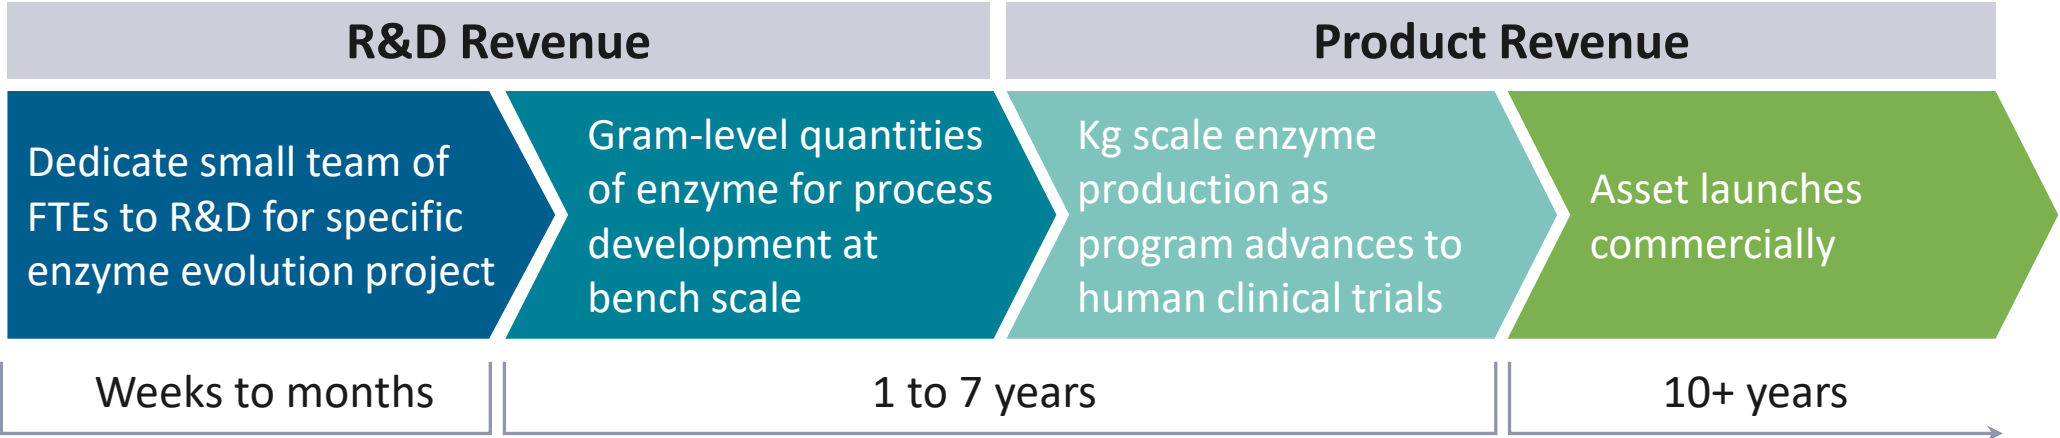 R&D Revenue
Product Revenue
Dedicate small team of
FTEs to R&D for specific
enzyme evolution project
Gram-level quantities
of enzyme for process
development at
bench scale
Kg scale enzyme
production as
program advances to
human clinical trials
Asset launches
commercially
Weeks to months
1 to 7 years
10+ years